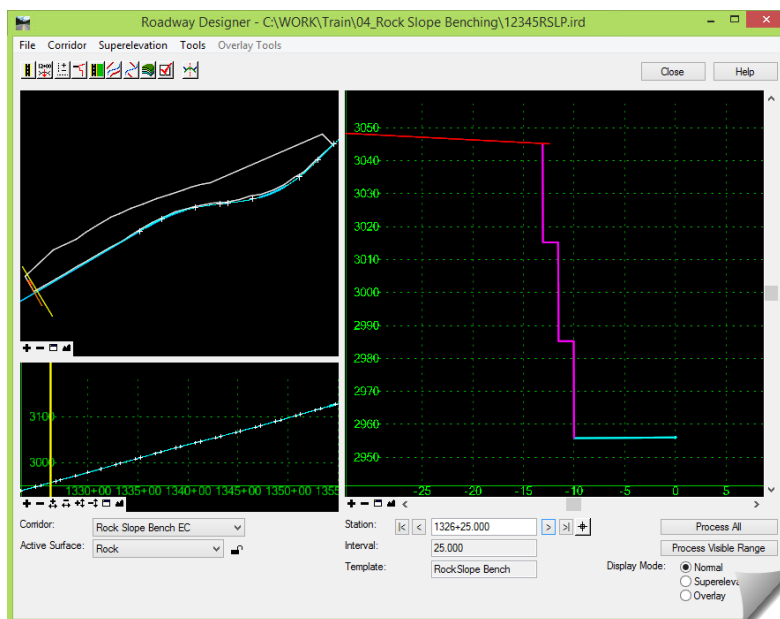 Roadway Designer - C:\WORK\Train\04_Rock Slope Benching\12345RSLP.ird
File Corridor Superelevation Tools Overlay Tools
Close Help
3050
3040
3030
3020
3010
3000
2990
2980
2970
2960
2950
-25 -20 -15 -10 -5 0 5
3100
3000
1330+00 1335+00 1340+00 1345+00 1350+00 1355
Corridor: Rock Slope Bench EC
Active Surface: Rock
Station: 1326+25.000
Interval: 25.000
Template: RockSlope Bench
Process All
Process Visible Range
Display Mode: Normal
Supereleva
Overlay